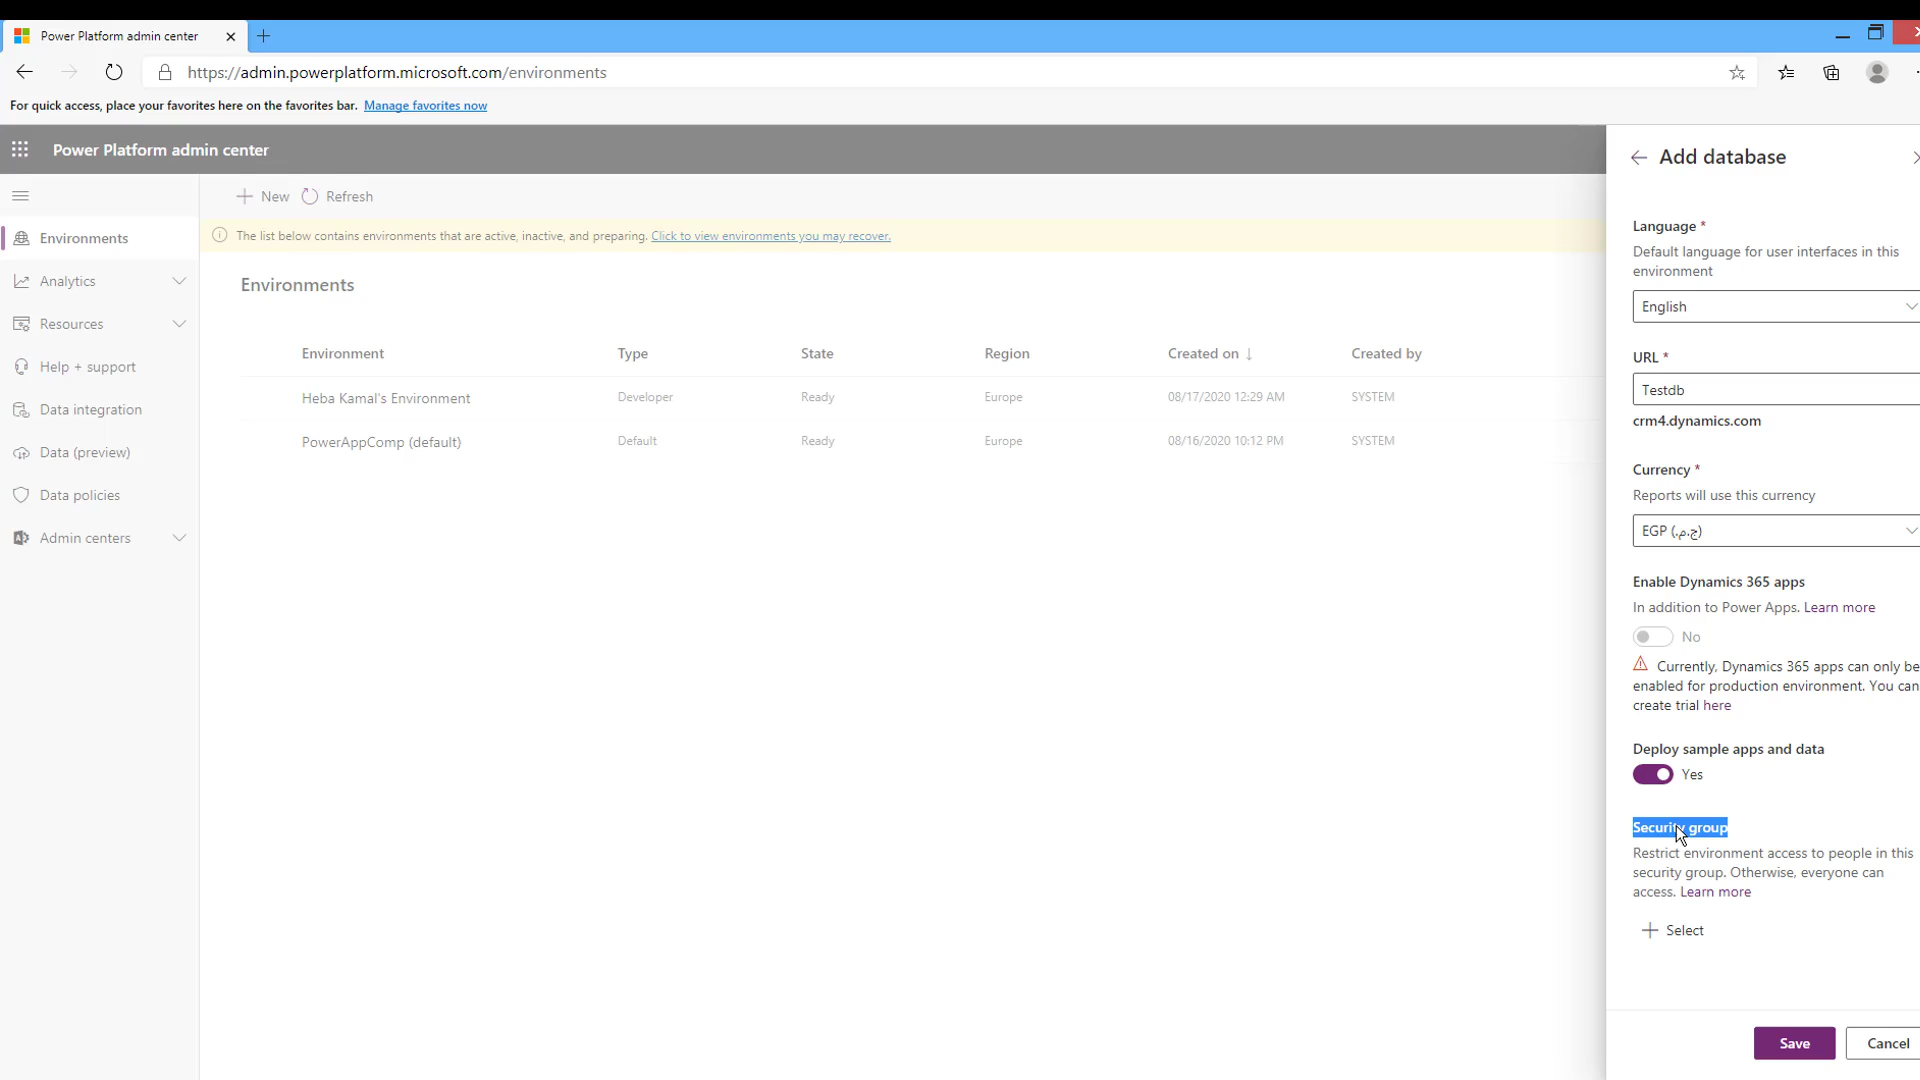 Power Platform admin center
https://admin.powerplatform.microsoft.com/environments
For quick access, place your favorites here on the favorites bar. Manage favorites now
Power Platform admin center
New Refresh
Environments
Analytics
Resources
Help + support
Data integration
Data (preview)
Data policies
Admin centers
The list below contains environments that are active, inactive, and preparing. Click to view environments you may recover.
Environments
Environment Type State Region Created on Created by
Heba Kamal's Environment Developer Ready Europe 08/17/2020 12:29 AM SYSTEM
PowerAppComp (default) Default Ready Europe 08/16/2020 10:12 PM SYSTEM
Add database
Language *
Default language for user interfaces in this
environment
English
URL *
Testdb
crm4.dynamics.com
Currency *
Reports will use this currency
EGP (ج.م.)
Enable Dynamics 365 apps
In addition to Power Apps. Learn more
No
Currently, Dynamics 365 apps can only be
enabled for production environment. You can
create trial here
Deploy sample apps and data
Yes
Security group
Restrict environment access to people in this
security group. Otherwise, everyone can
access. Learn more
Select
Save Cancel